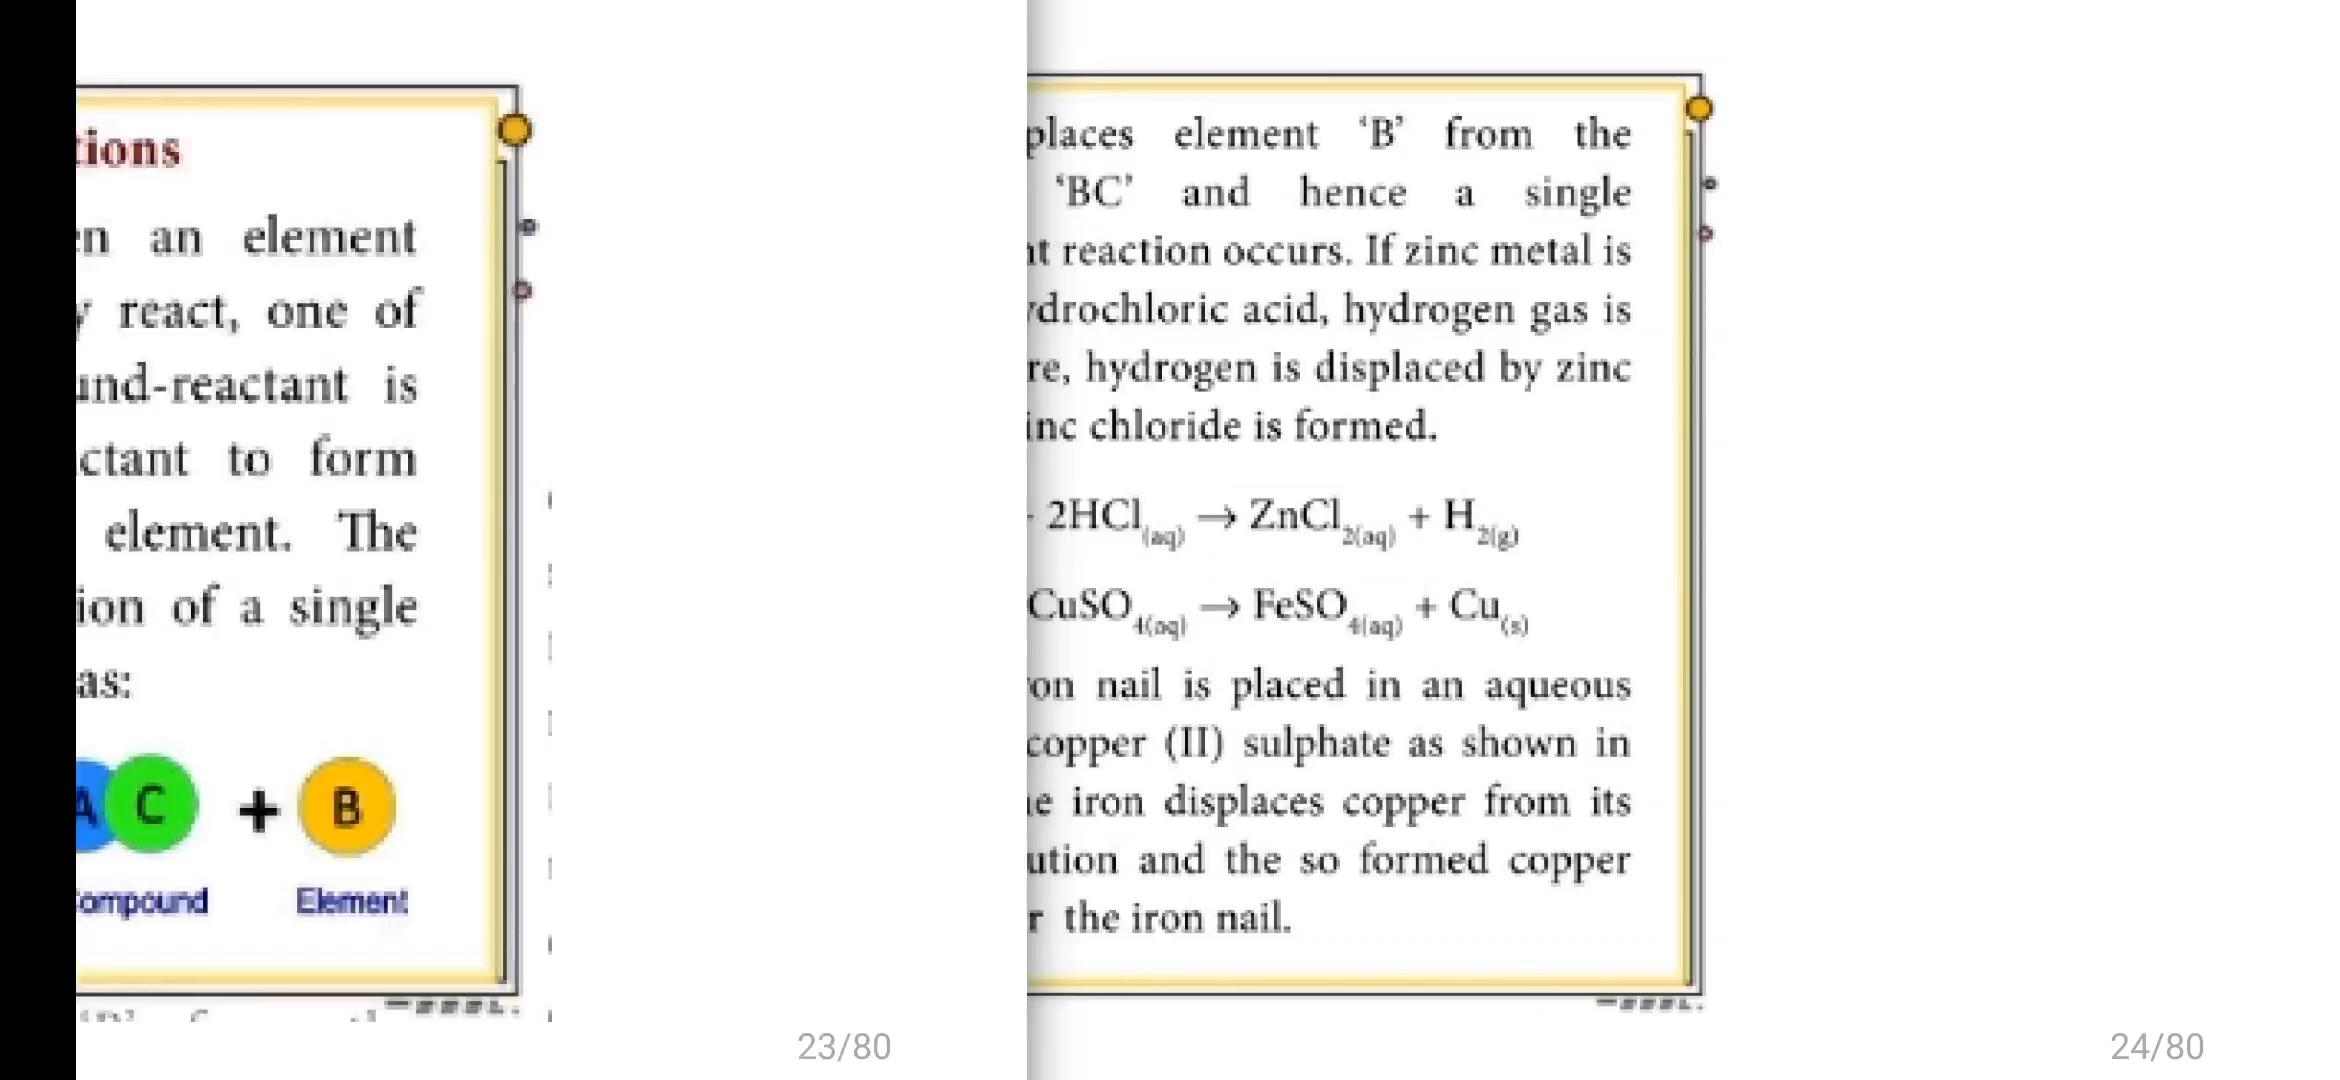 tions
en an element
y react, one of
und-reactant is
ctant to form
element. The
ion of a single
as:
A C + B
ompound Element
23/80
places element ‘B’ from the
‘BC’ and hence a single
nt reaction occurs. If zinc metal is
ydrochloric acid, hydrogen gas is
re, hydrogen is displaced by zinc
inc chloride is formed.
2HCl(aq) → ZnCl2(aq) + H2(g)
CuSO4(aq) → FeSO4(aq) + Cu(s)
on nail is placed in an aqueous
copper (II) sulphate as shown in
e iron displaces copper from its
ution and the so formed copper
r the iron nail.
24/80